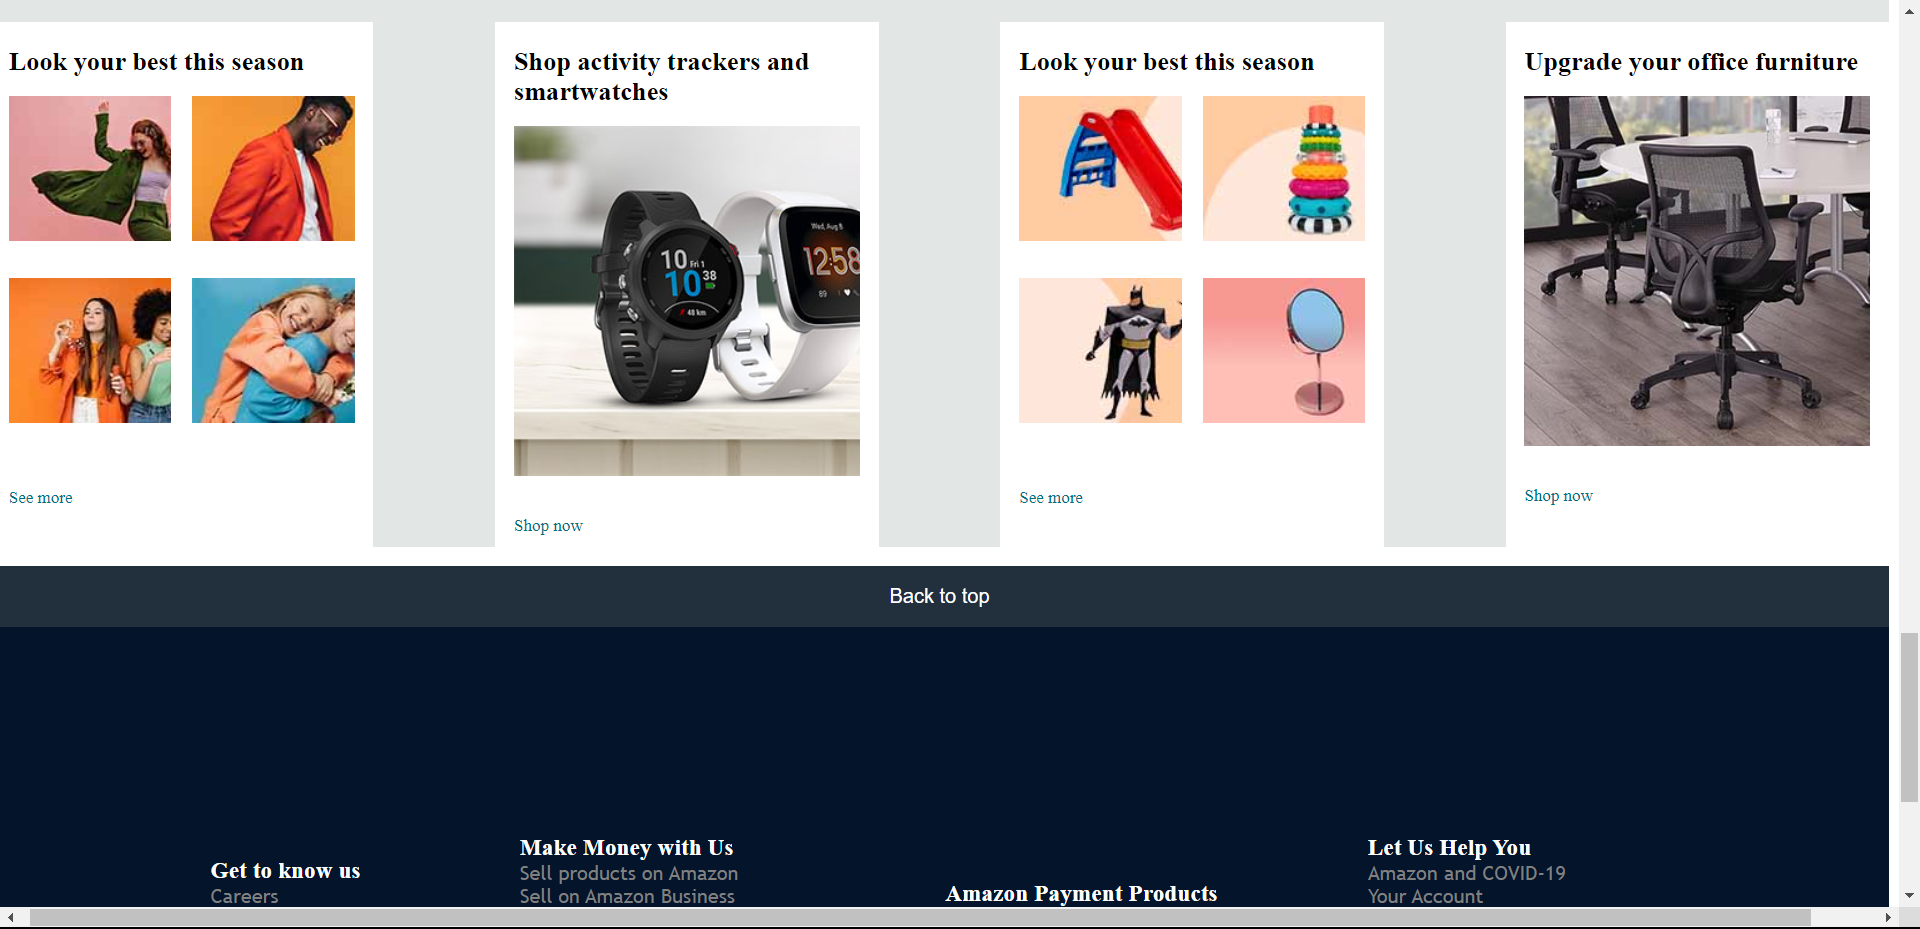 Look your best this season
See more
Shop activity trackers and
smartwatches
Wed, Aug 8
12:58
89
10 Fri 1
10 38
48 km
Shop now
Look your best this season
See more
Upgrade your office furniture
Shop now
Back to top
Get to know us
Careers
Make Money with Us
Sell products on Amazon
Sell on Amazon Business
Amazon Payment Products
Let Us Help You
Amazon and COVID-19
Your Account